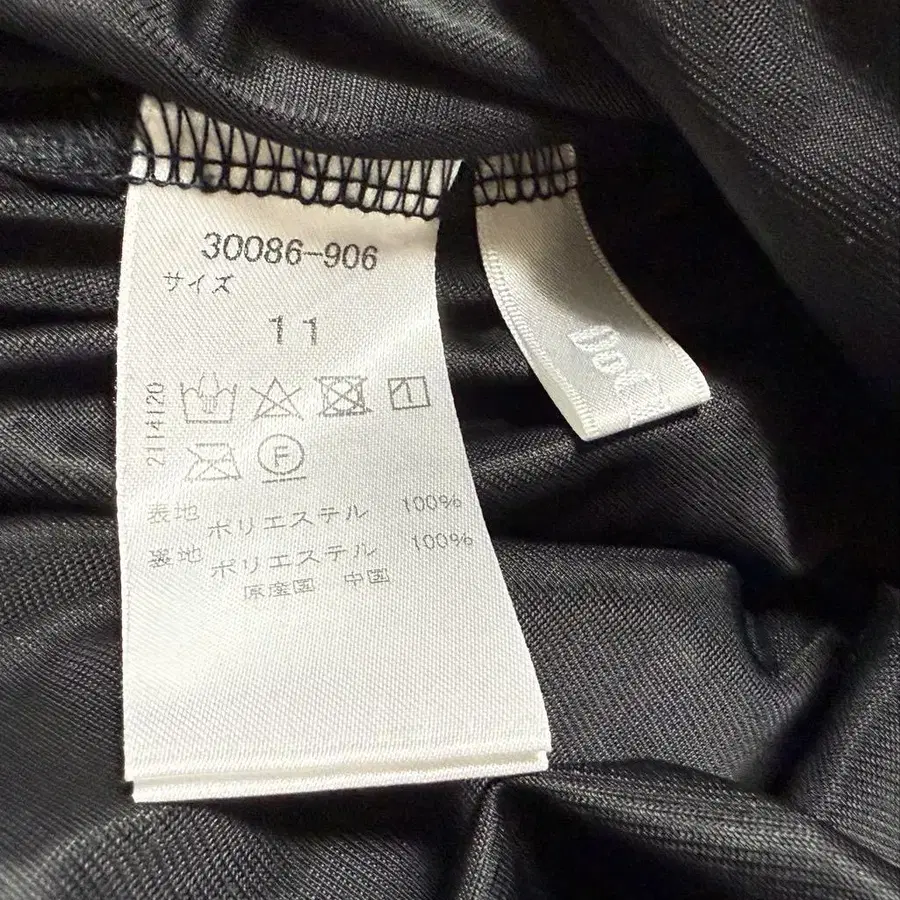 30086-906
サイズ
11
2114120
F
表地 ポリエステル 100%
裏地 ポリエステル 100%
原産国 中国